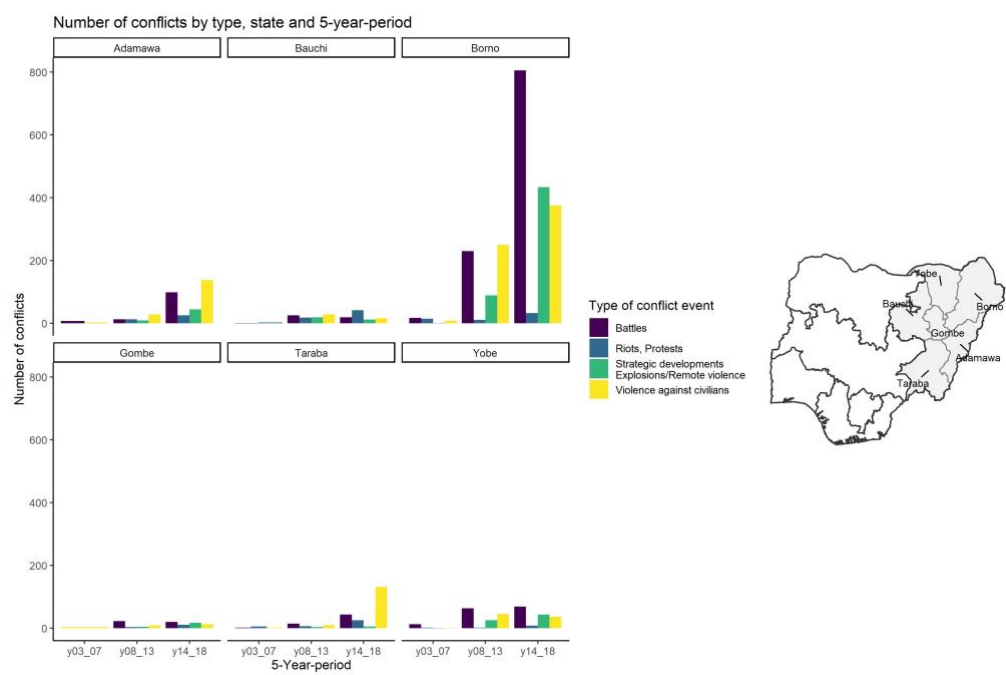 Number of conflicts by type, state and 5-year-period
Adamawa
Bauchi
Borno
800
600
400
200
0
Gombe
Taraba
Yobe
800
600
400
200
0
Number of conflicts
y03_07
y08_13
y14_18
y03_07
y08_13
y14_18
y03_07
y08_13
y14_18
5-Year-period
Type of conflict event
Battles
Riots, Protests
Strategic developments
Explosions/Remote violence
Violence against civilians
Yobe
Bauchi
Borno
Gombe
Adamawa
Taraba